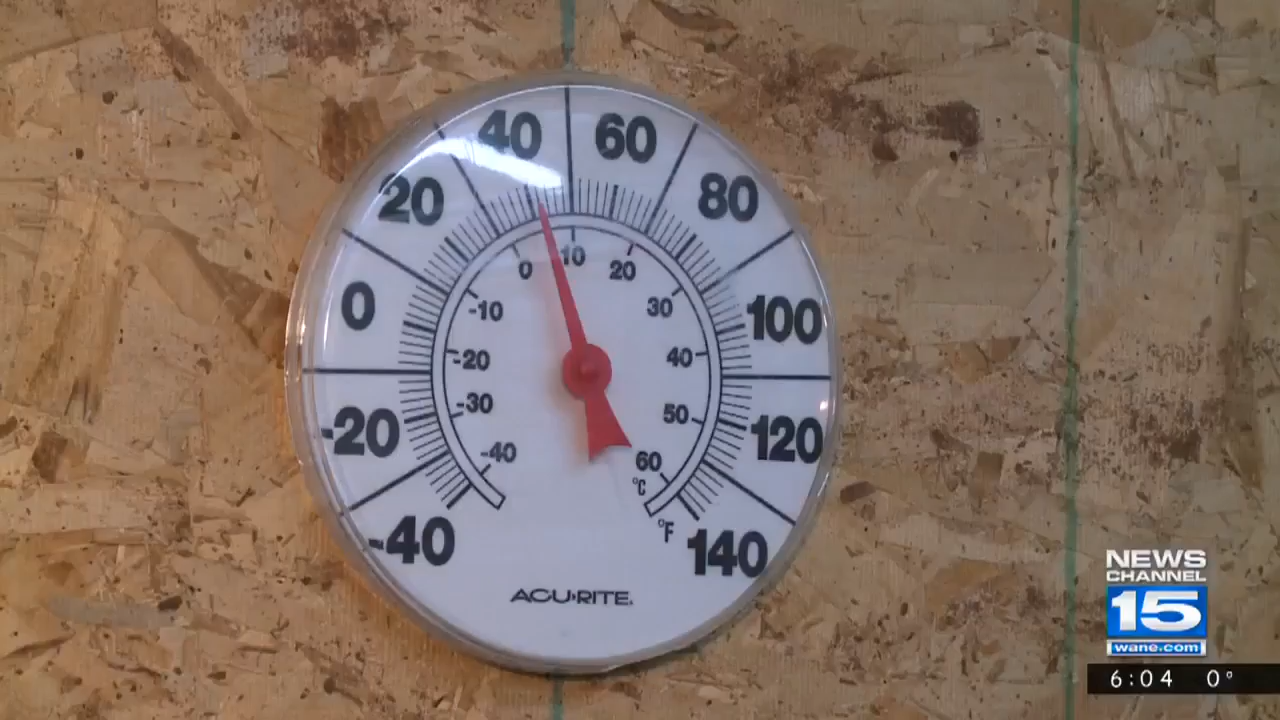 40 60
20 80
0 100
-20 120
-40 140
0 10 20
-10 30
-20 40
-30 50
-40 60
°C
°F
ACU›RITE.
NEWS
CHANNEL
15
wane.com
6:04 0°